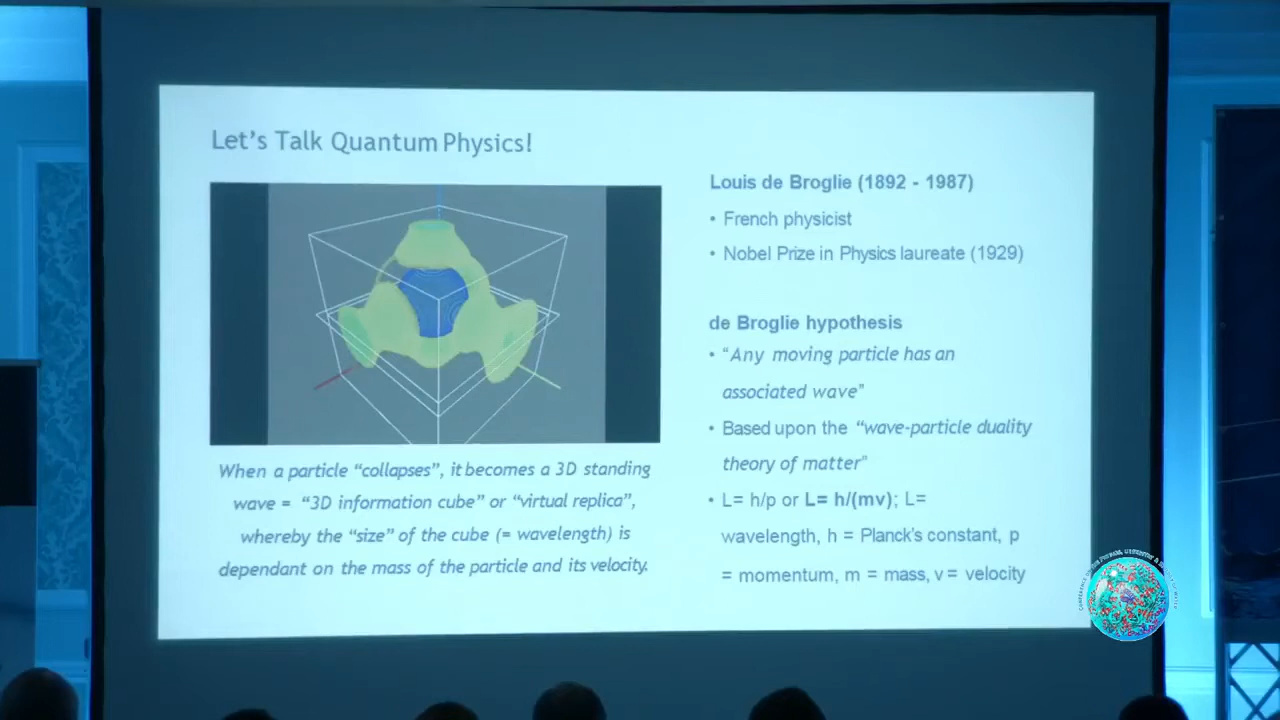 Let's Talk Quantum Physics!
When a particle "collapses", it becomes a 3D standing
wave = "3D information cube" or "virtual replica",
whereby the "size" of the cube (= wavelength) is
dependant on the mass of the particle and its velocity.
Louis de Broglie (1892 - 1987)
• French physicist
• Nobel Prize in Physics laureate (1929)
de Broglie hypothesis
• "Any moving particle has an
associated wave"
• Based upon the "wave-particle duality
theory of matter"
• L= h/p or L= h/(mv); L=
wavelength, h = Planck's constant, p
= momentum, m = mass, v = velocity